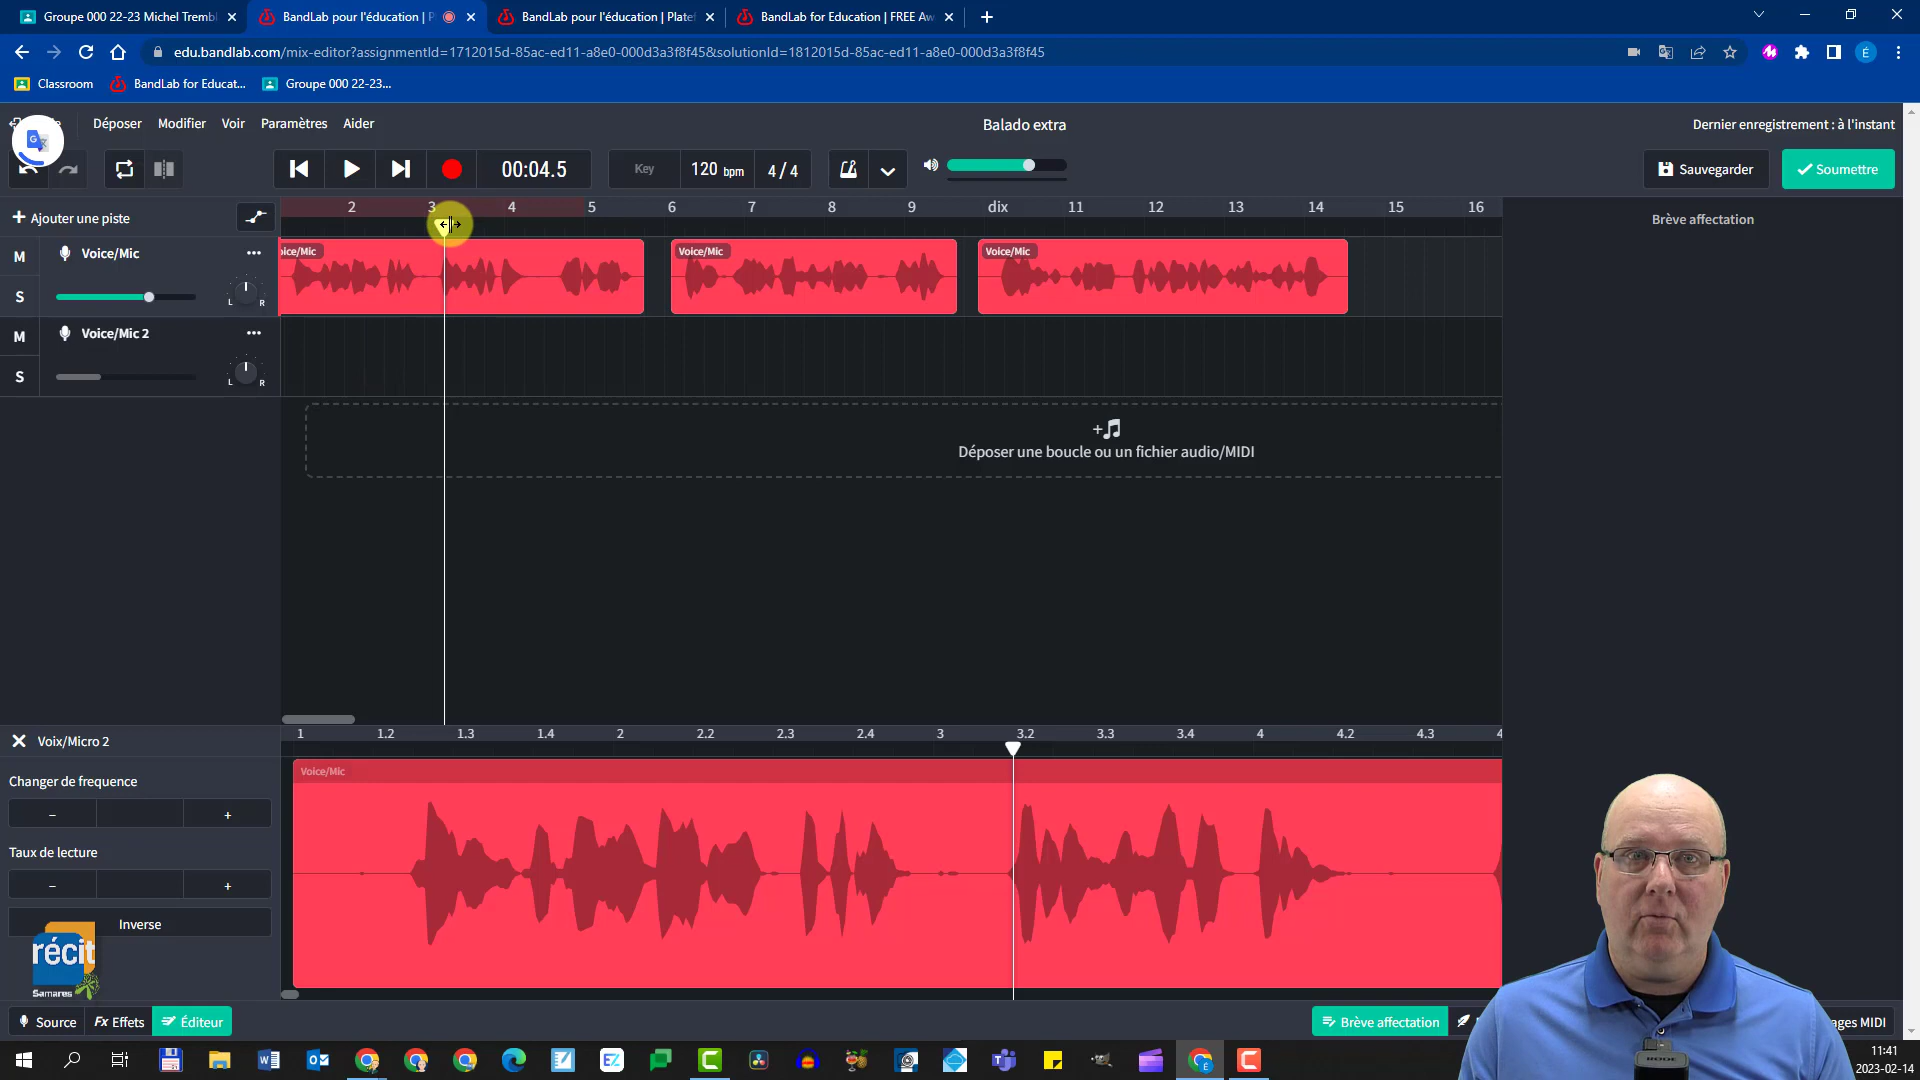 Groupe 000 22-23 Michel Trembl
BandLab pour l'éducation | P
BandLab pour l'éducation | Platef
BandLab for Education | FREE Aw
edu.bandlab.com/mix-editor?assignmentId=1712015d-85ac-ed11-a8e0-000d3a3f8f45&solutionId=1812015d-85ac-ed11-a8e0-000d3a3f8f45
É
Classroom
BandLab for Educat...
Groupe 000 22-23...
Déposer Modifier Voir Paramètres Aider
Balado extra
Dernier enregistrement : à l'instant
00:04.5
Key
120 bpm
4 / 4
Sauvegarder
Soumettre
+ Ajouter une piste
2 3 4 5 6 7 8 9 dix 11 12 13 14 15 16
Brève affectation
M Voice/Mic
S L R
oice/Mic
Voice/Mic
Voice/Mic
M Voice/Mic 2
S L R
Déposer une boucle ou un fichier audio/MIDI
Voix/Micro 2
1 1.2 1.3 1.4 2 2.2 2.3 2.4 3 3.2 3.3 3.4 4 4.2 4.3 4
Voice/Mic
Changer de frequence
– +
Taux de lecture
– +
Inverse
récit
Samares
Source
Fx Effets
Éditeur
Brève affectation
ages MIDI
RODE
EZ
11:41
2023-02-14